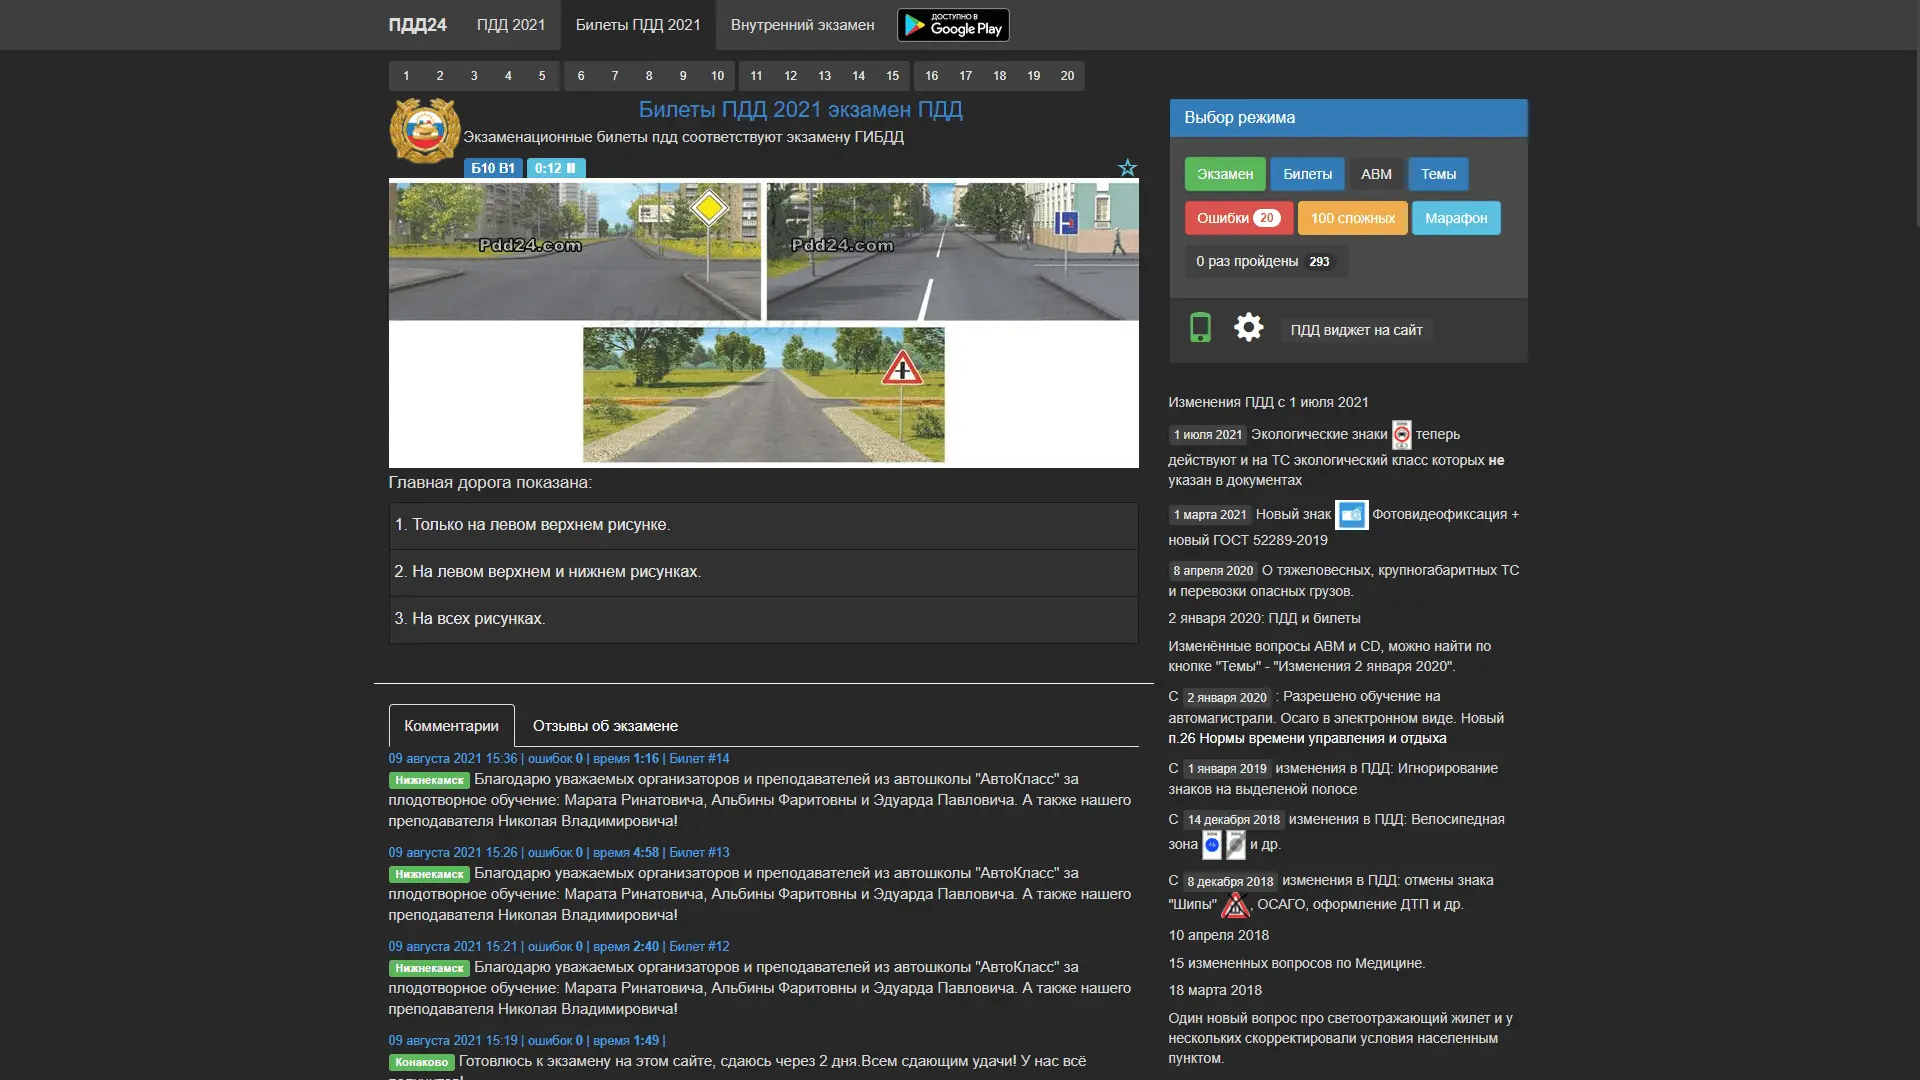 ПДД24 ПДД 2021 Билеты ПДД 2021 Внутренний экзамен ДОСТУПНО В Google Play
1 2 3 4 5 6 7 8 9 10 11 12 13 14 15 16 17 18 19 20
Билеты ПДД 2021 экзамен ПДД
Экзаменационные билеты пдд соответствуют экзамену ГИБДД
Б10 В1 0:12
Pdd24.com Pdd24.com
Pdd24.com
Главная дорога показана:
1. Только на левом верхнем рисунке.
2. На левом верхнем и нижнем рисунках.
3. На всех рисунках.
Комментарии Отзывы об экзамене
09 августа 2021 15:36 | ошибок 0 | время 1:16 | Билет #14
Нижнекамск Благодарю уважаемых организаторов и преподавателей из автошколы "АвтоКласс" за
плодотворное обучение: Марата Ринатовича, Альбины Фаритовны и Эдуарда Павловича. А также нашего
преподавателя Николая Владимировича!
09 августа 2021 15:26 | ошибок 0 | время 4:58 | Билет #13
Нижнекамск Благодарю уважаемых организаторов и преподавателей из автошколы "АвтоКласс" за
плодотворное обучение: Марата Ринатовича, Альбины Фаритовны и Эдуарда Павловича. А также нашего
преподавателя Николая Владимировича!
09 августа 2021 15:21 | ошибок 0 | время 2:40 | Билет #12
Нижнекамск Благодарю уважаемых организаторов и преподавателей из автошколы "АвтоКласс" за
плодотворное обучение: Марата Ринатовича, Альбины Фаритовны и Эдуарда Павловича. А также нашего
преподавателя Николая Владимировича!
09 августа 2021 15:19 | ошибок 0 | время 1:49 |
Конаково Готовлюсь к экзамену на этом сайте, сдаюсь через 2 дня.Всем сдающим удачи! У нас всё
Выбор режима
Экзамен Билеты ABM Темы
Ошибки 20 100 сложных Марафон
0 раз пройдены 293
ПДД виджет на сайт
Изменения ПДД с 1 июля 2021
1 июля 2021 Экологические знаки теперь
действуют и на ТС экологический класс которых не
указан в документах
1 марта 2021 Новый знак Фотовидеофиксация +
новый ГОСТ 52289-2019
8 апреля 2020 О тяжеловесных, крупногабаритных ТС
и перевозки опасных грузов.
2 января 2020: ПДД и билеты
Изменённые вопросы ABM и CD, можно найти по
кнопке "Темы" - "Изменения 2 января 2020".
С 2 января 2020 : Разрешено обучение на
автомагистрали. Осаго в электронном виде. Новый
п.26 Нормы времени управления и отдыха
С 1 января 2019 изменения в ПДД: Игнорирование
знаков на выделеной полосе
С 14 декабря 2018 изменения в ПДД: Велосипедная
зона и др.
С 8 декабря 2018 изменения в ПДД: отмены знака
"Шипы" , ОСАГО, оформление ДТП и др.
10 апреля 2018
15 измененных вопросов по Медицине.
18 марта 2018
Один новый вопрос про светоотражающий жилет и у
нескольких скорректировали условия населенным
пунктом.